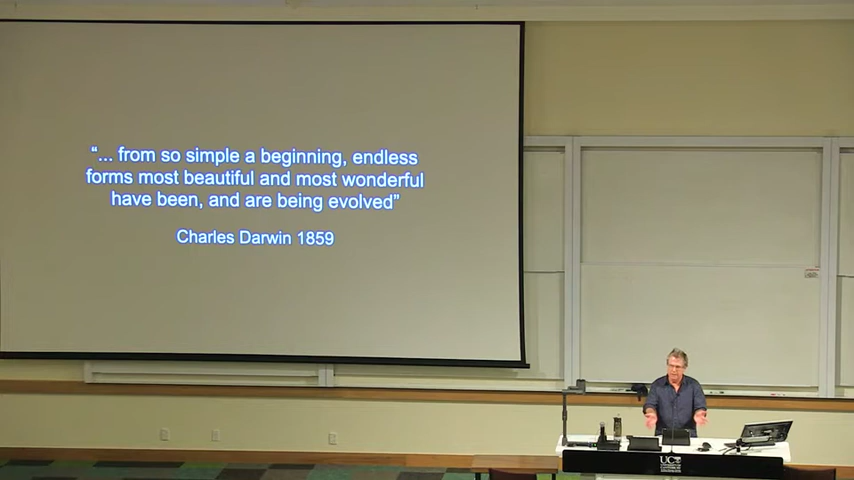 “... from so simple a beginning, endless
forms most beautiful and most wonderful
have been, and are being evolved”
Charles Darwin 1859
UC